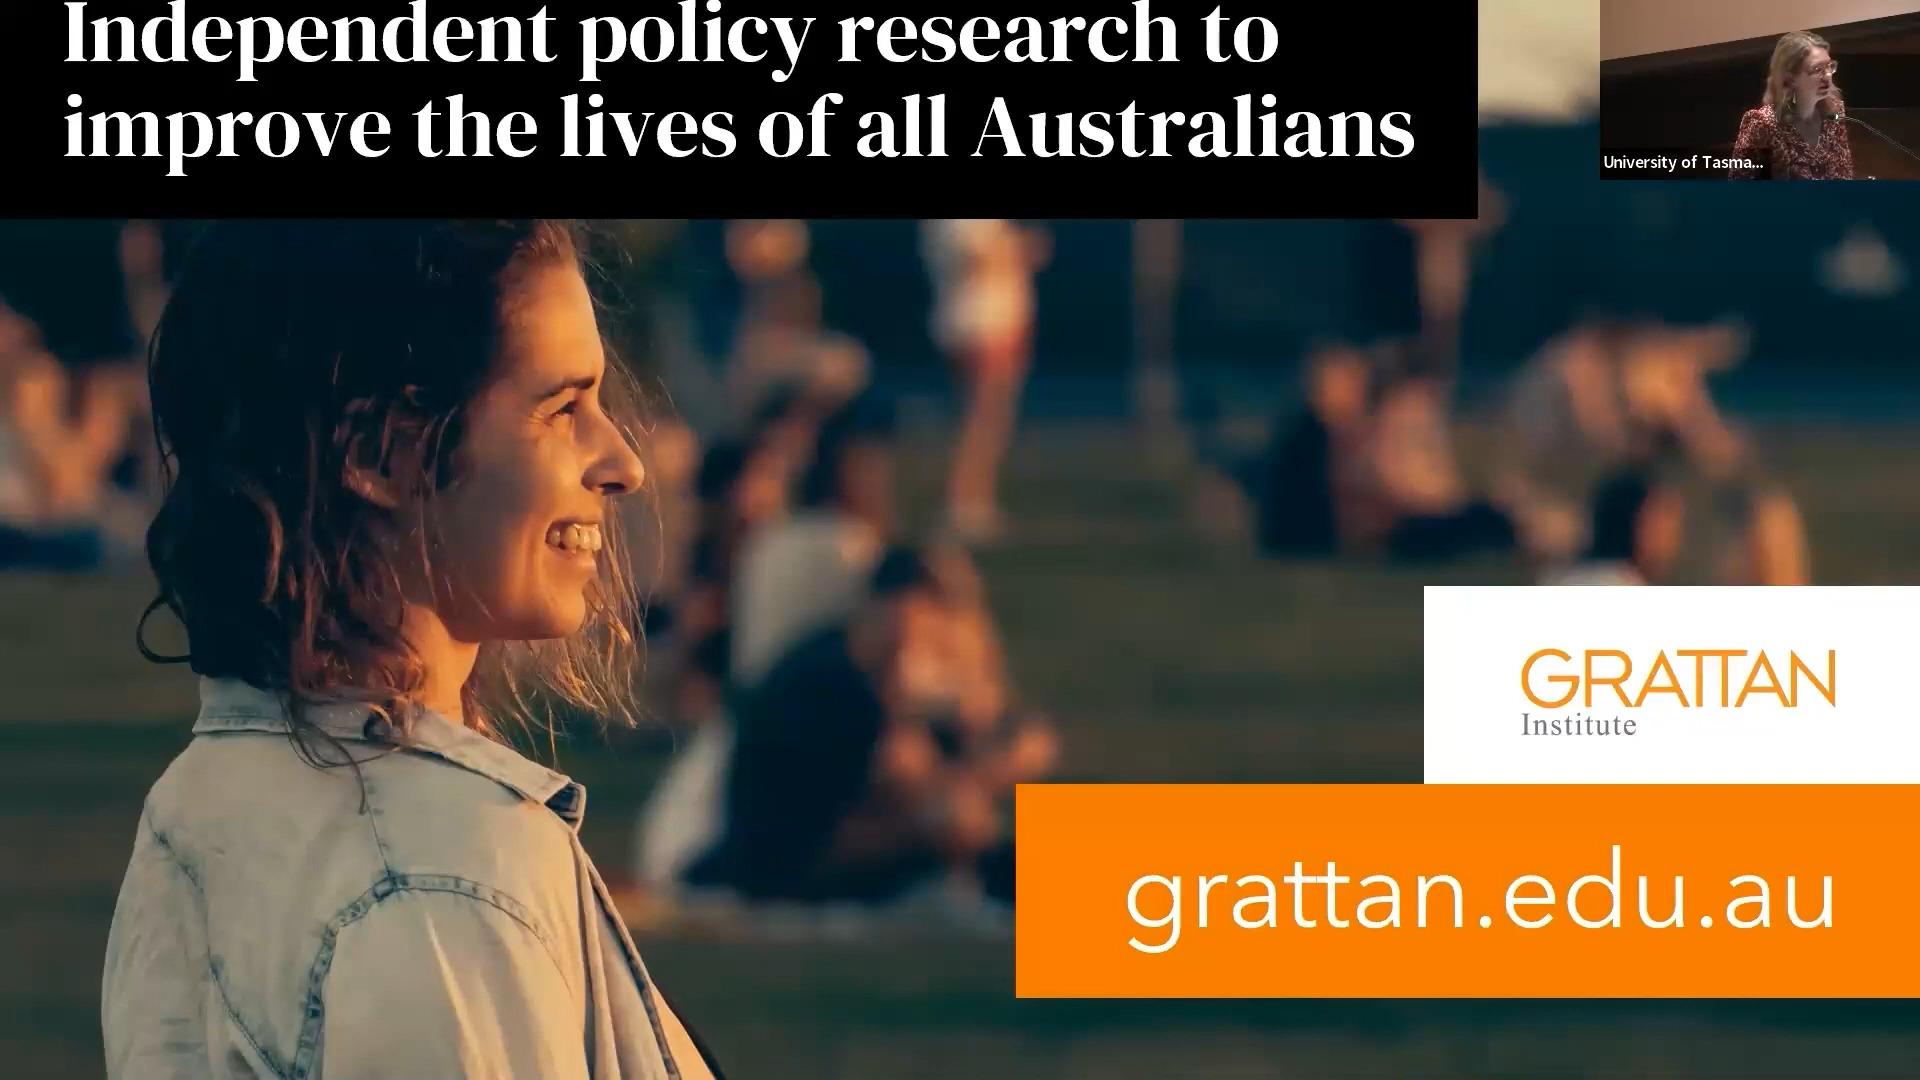 Independent policy research to
improve the lives of all Australians
University of Tasma...
GRATTAN
Institute
grattan.edu.au